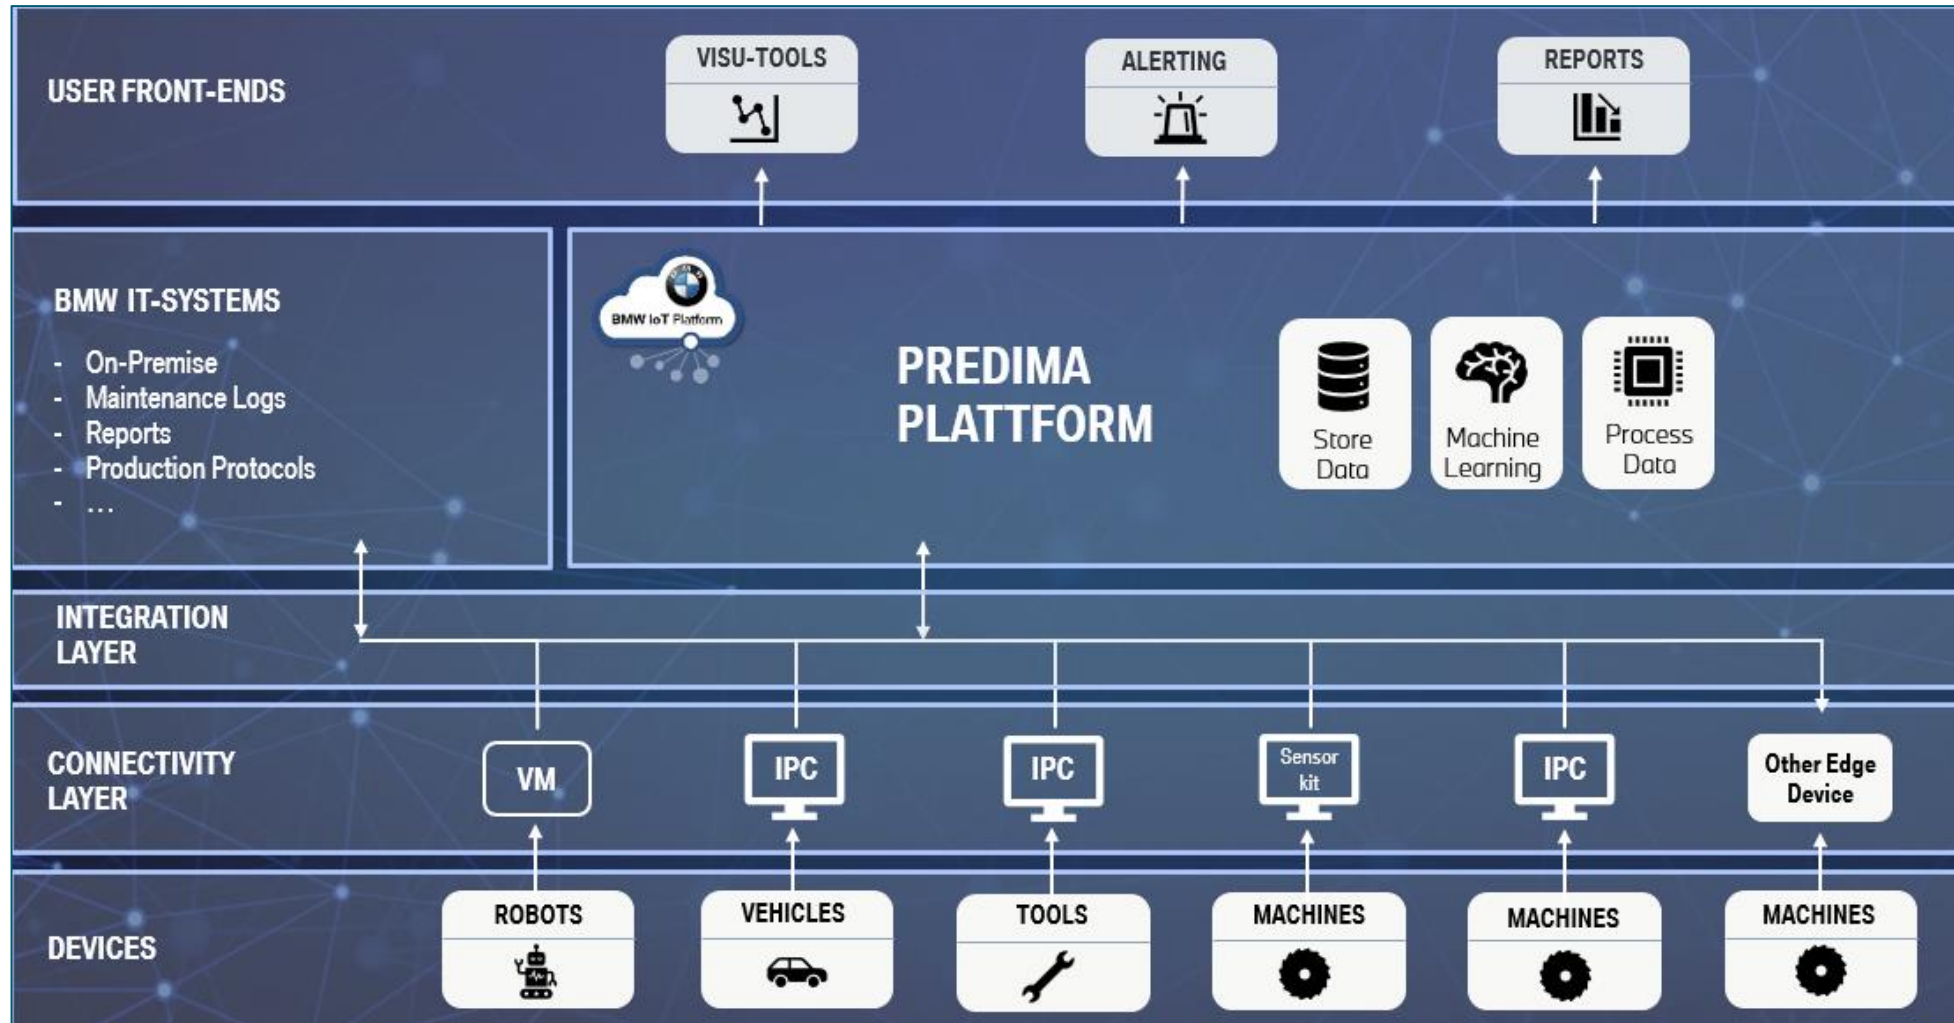 USER FRONT-ENDS
VISU-TOOLS
ALERTING
REPORTS
BMW IT-SYSTEMS
- On-Premise
- Maintenance Logs
- Reports
- Production Protocols
- ...
BMW IoT Platform
PREDIMA
PLATTFORM
Store
Data
Machine
Learning
Process
Data
INTEGRATION
LAYER
CONNECTIVITY
LAYER
VM
IPC
IPC
Sensor
kit
IPC
Other Edge
Device
DEVICES
ROBOTS
VEHICLES
TOOLS
MACHINES
MACHINES
MACHINES